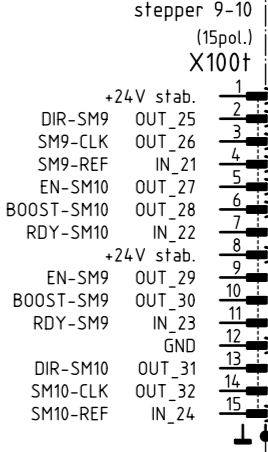 stepper 9-10
(15pol.)
X100t
+24V stab. 1
DIR-SM9 OUT_25 2
SM9-CLK OUT_26 3
SM9-REF IN_21 4
EN-SM10 OUT_27 5
BOOST-SM10 OUT_28 6
RDY-SM10 IN_22 7
+24V stab. 8
EN-SM9 OUT_29 9
BOOST-SM9 OUT_30 10
RDY-SM9 IN_23 11
GND 12
DIR-SM10 OUT_31 13
SM10-CLK OUT_32 14
SM10-REF IN_24 15